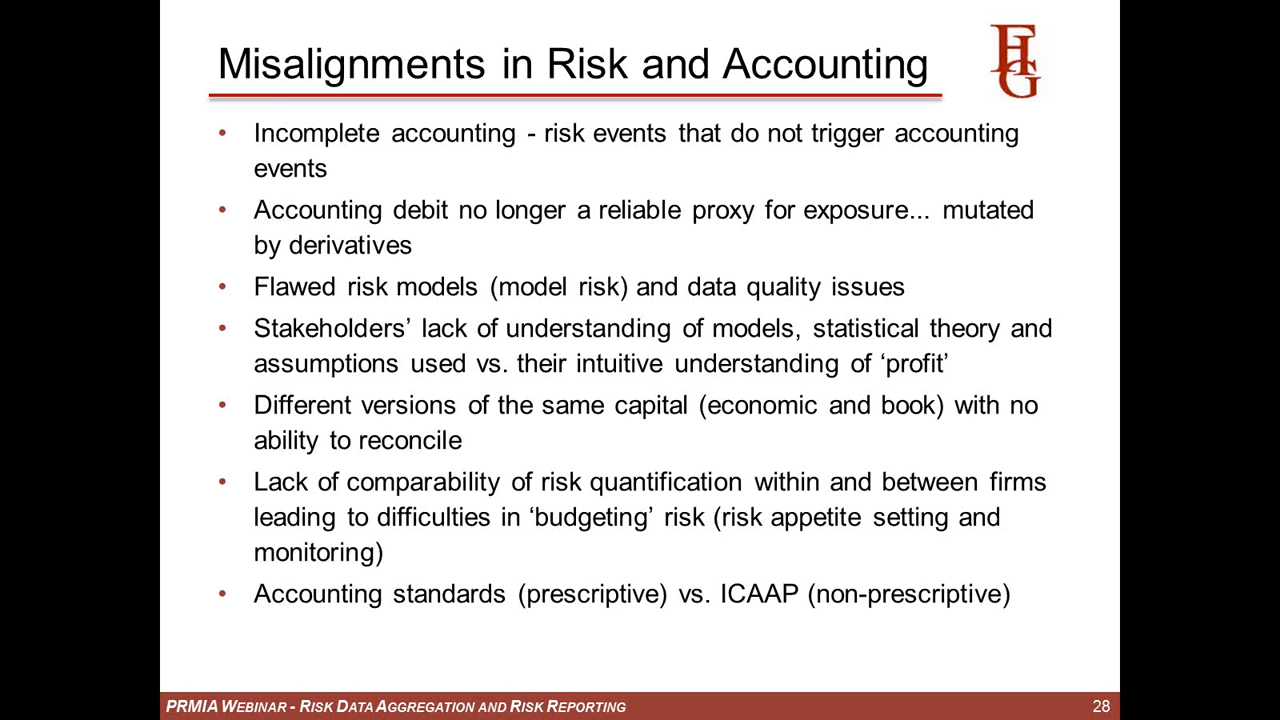 Misalignments in Risk and Accounting
FHG
• Incomplete accounting - risk events that do not trigger accounting
events
• Accounting debit no longer a reliable proxy for exposure... mutated
by derivatives
• Flawed risk models (model risk) and data quality issues
• Stakeholders’ lack of understanding of models, statistical theory and
assumptions used vs. their intuitive understanding of ‘profit’
• Different versions of the same capital (economic and book) with no
ability to reconcile
• Lack of comparability of risk quantification within and between firms
leading to difficulties in ‘budgeting’ risk (risk appetite setting and
monitoring)
• Accounting standards (prescriptive) vs. ICAAP (non-prescriptive)
PRMIA WEBINAR - RISK DATA AGGREGATION AND RISK REPORTING 28